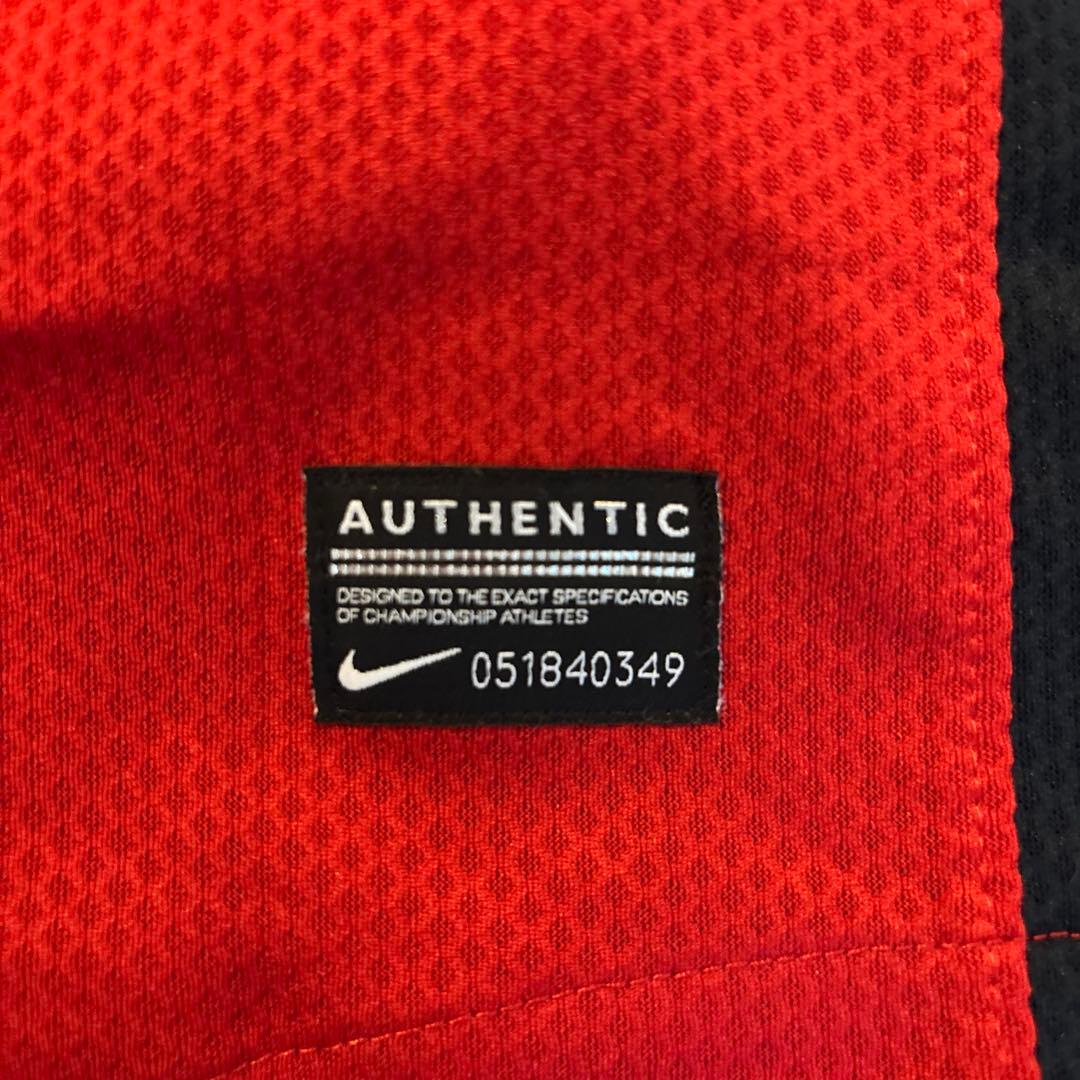 AUTHENTIC
DESIGNED TO THE EXACT SPECIFICATIONS
OF CHAMPIONSHIP ATHLETES
051840349